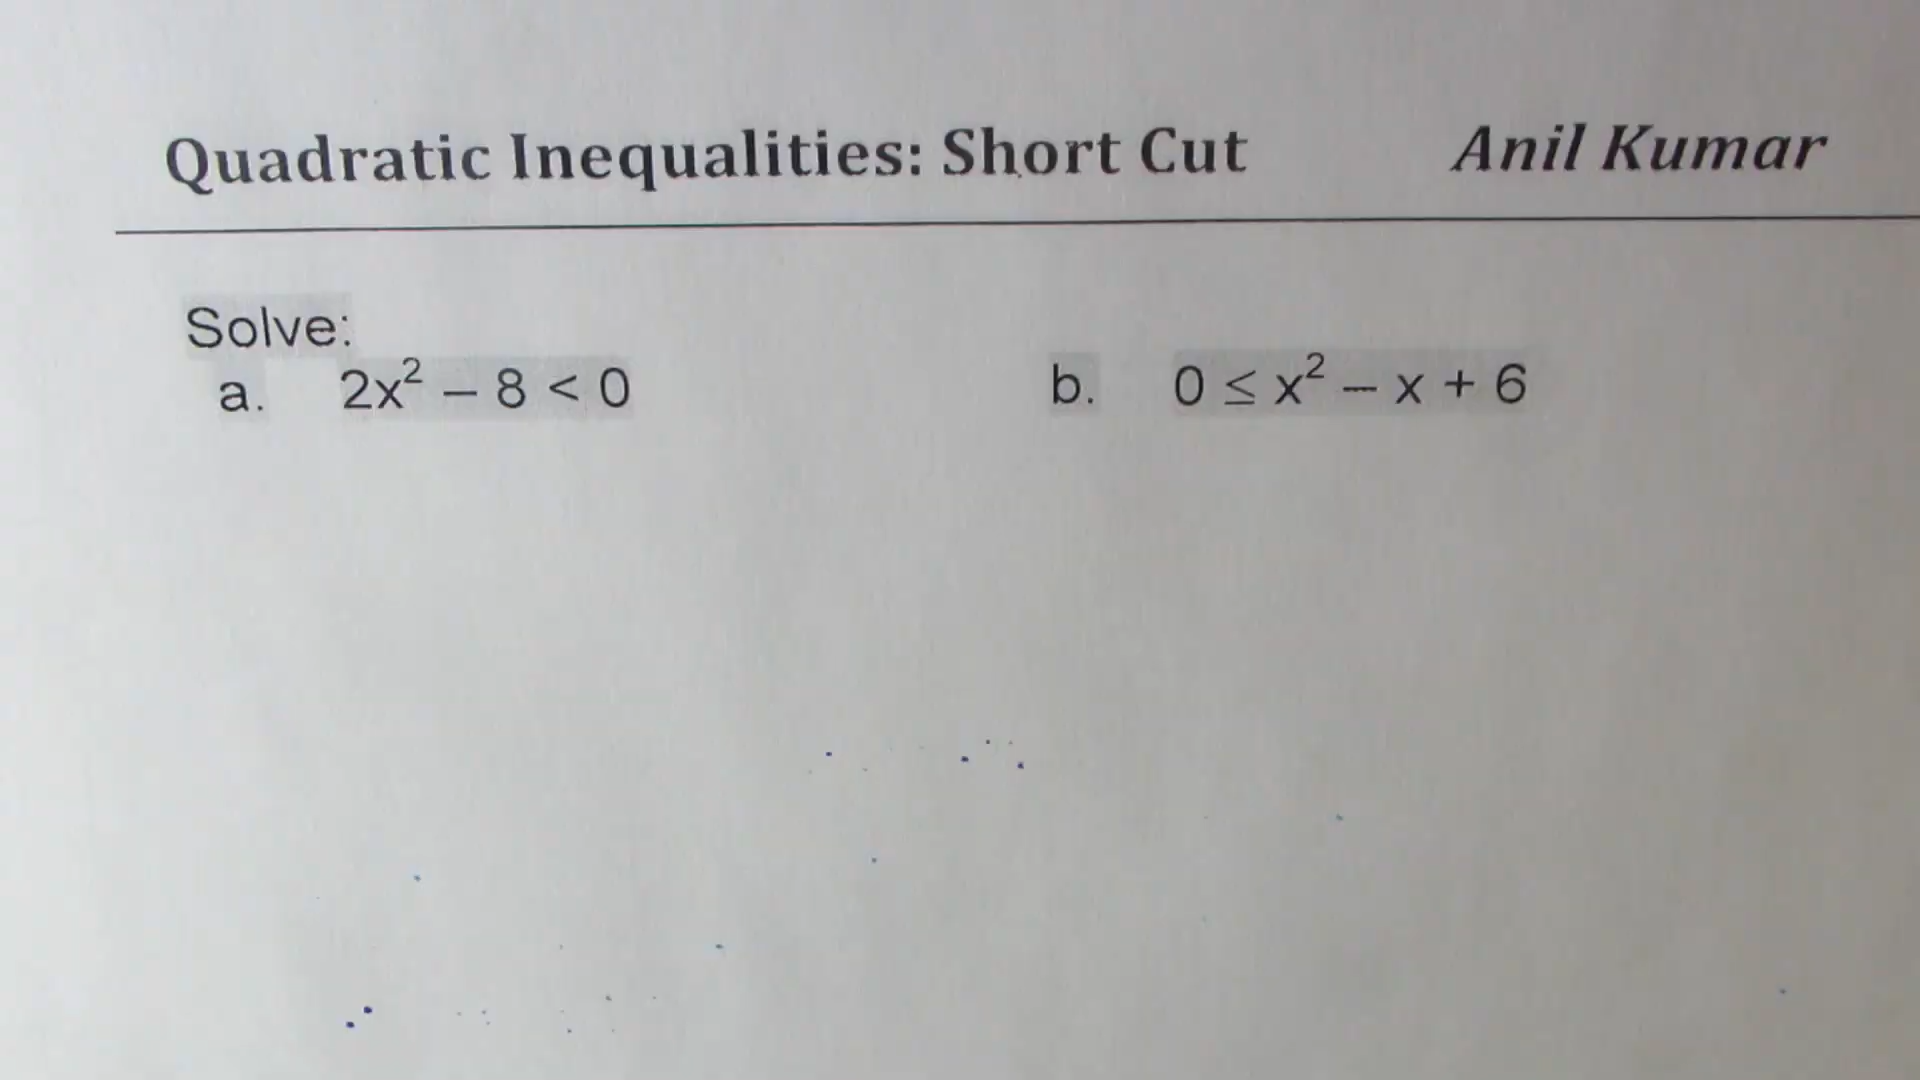 Quadratic Inequalities: Short Cut Anil Kumar
Solve:
a. 2x² – 8 < 0 b. 0 ≤ x² – x + 6